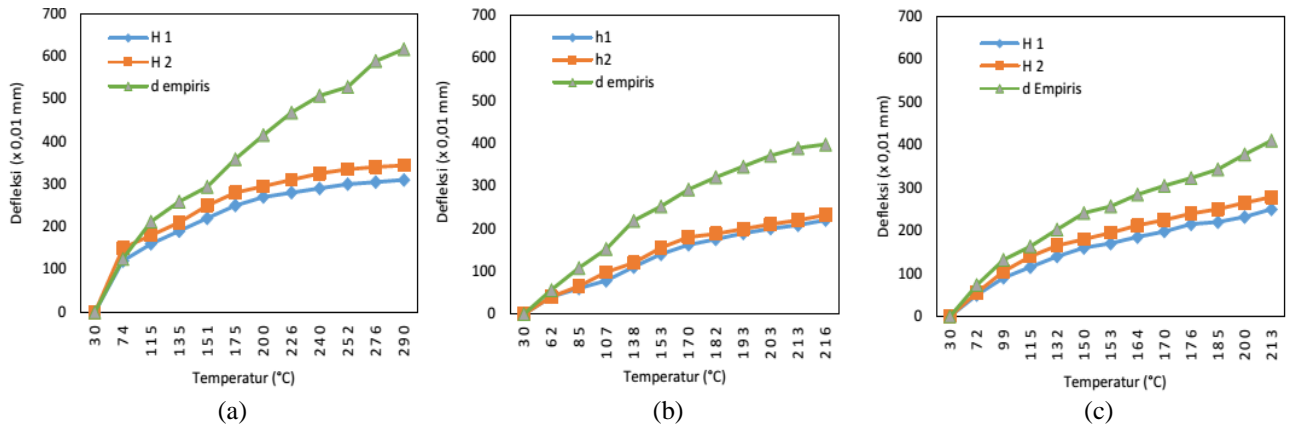 700
600
500
400
300
200
100
0
Defleksi (x 0,01 mm)
H 1
H 2
d empiris
30 74 115 135 151 175 200 226 240 252 276 290
Temperatur (°C)
(a)
700
600
500
400
300
200
100
0
Defleksi (x 0,01 mm)
h1
h2
d empiris
30 62 85 107 138 153 170 182 193 203 213 216
Temperatur (°C)
(b)
700
600
500
400
300
200
100
0
Defleksi (x 0,01 mm)
H 1
H 2
d Empiris
30 72 99 115 132 150 153 164 170 176 185 200 213
Temperatur (°C)
(c)